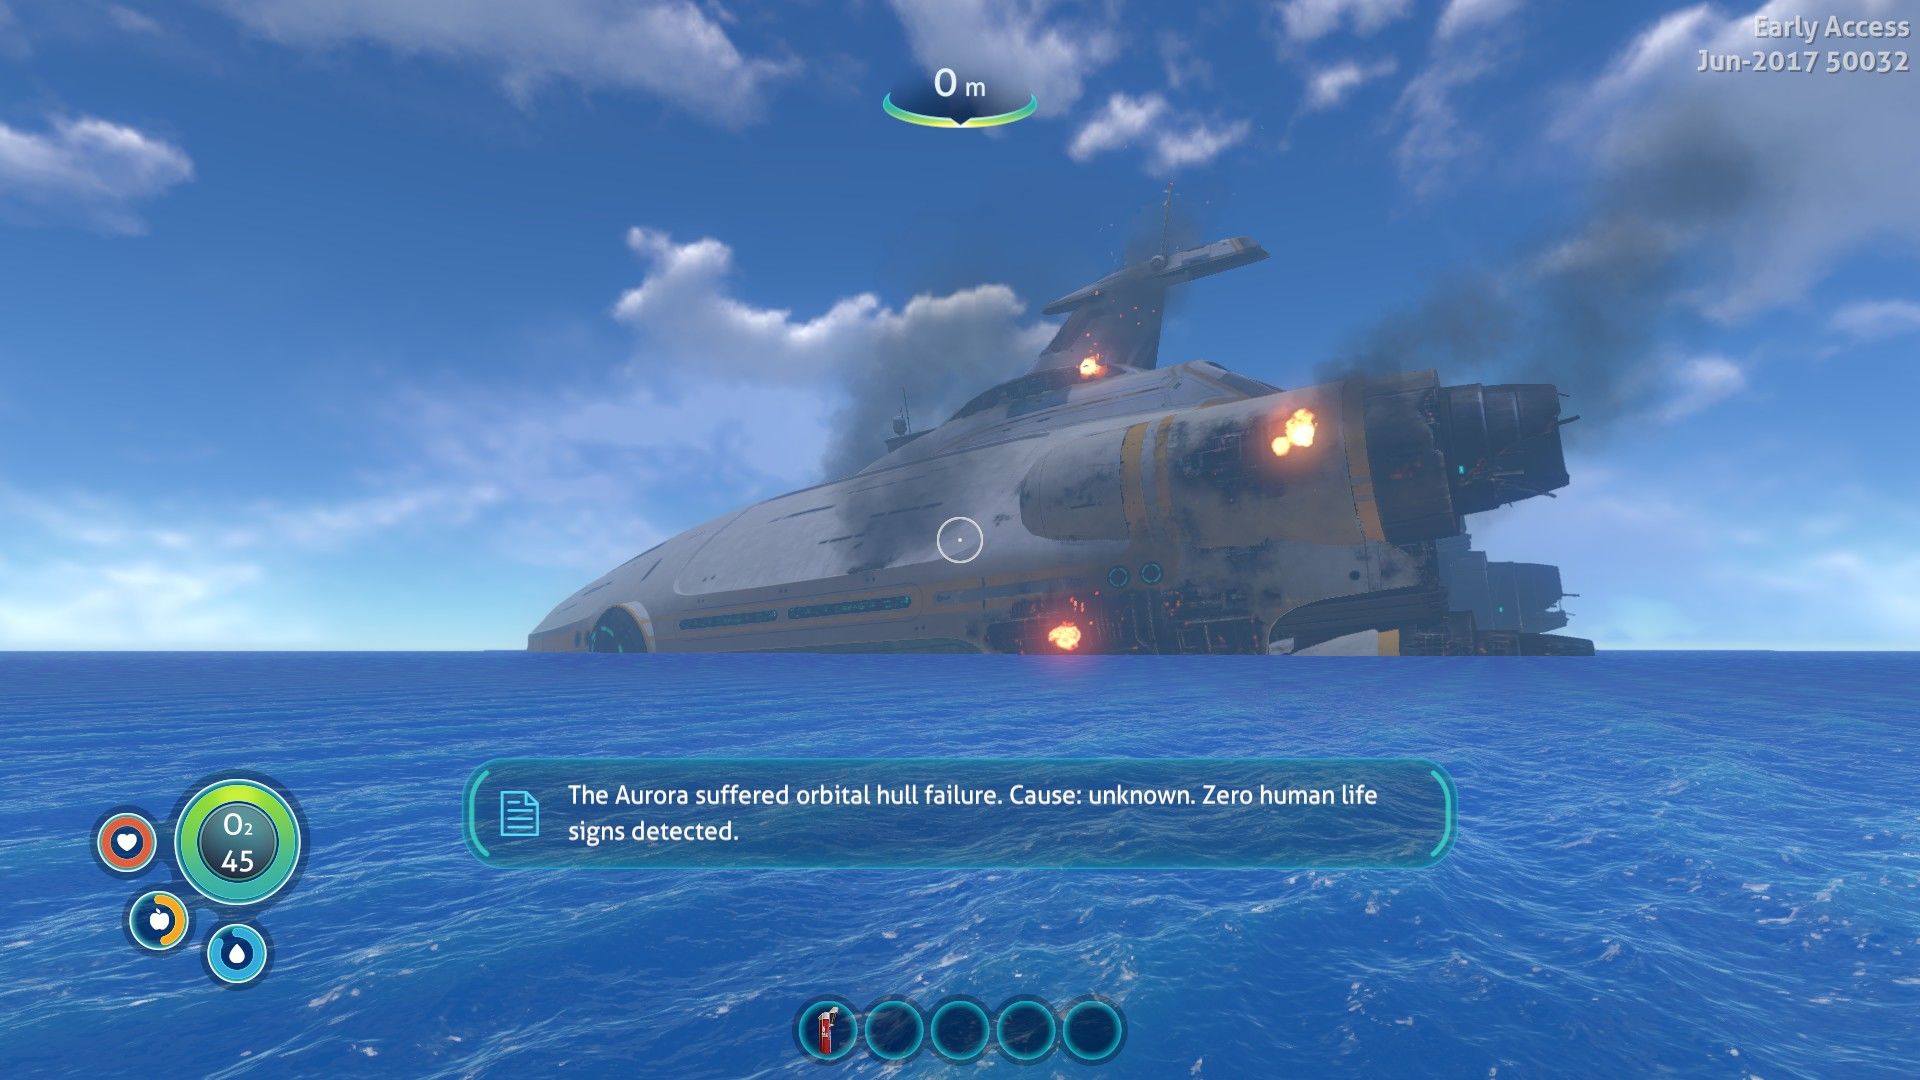 Early Access
Jun-2017 50032
0 m
The Aurora suffered orbital hull failure. Cause: unknown. Zero human life
signs detected.
O₂
45